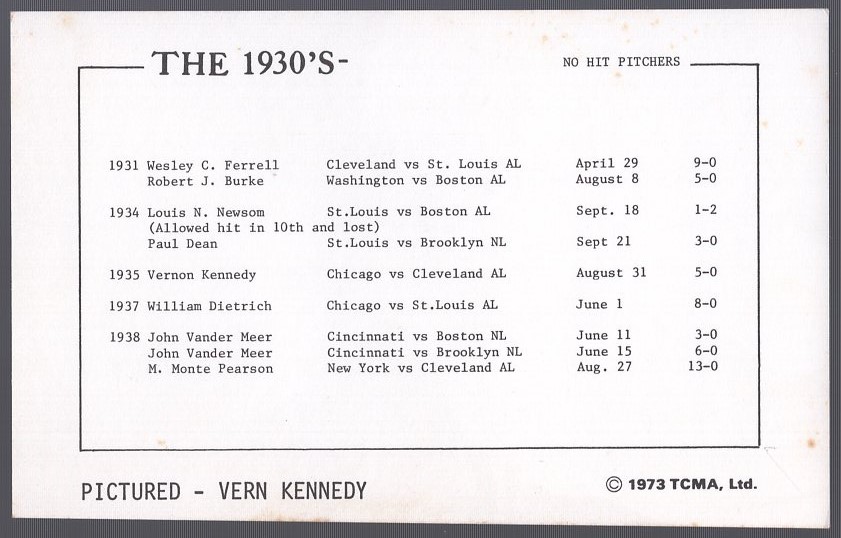 THE 1930'S-
NO HIT PITCHERS
1931 Wesley C. Ferrell Cleveland vs St. Louis AL April 29 9-0
Robert J. Burke Washington vs Boston AL August 8 5-0
1934 Louis N. Newsom St.Louis vs Boston AL Sept. 18 1-2
(Allowed hit in 10th and lost)
Paul Dean St.Louis vs Brooklyn NL Sept 21 3-0
1935 Vernon Kennedy Chicago vs Cleveland AL August 31 5-0
1937 William Dietrich Chicago vs St.Louis AL June 1 8-0
1938 John Vander Meer Cincinnati vs Boston NL June 11 3-0
John Vander Meer Cincinnati vs Brooklyn NL June 15 6-0
M. Monte Pearson New York vs Cleveland AL Aug. 27 13-0
PICTURED - VERN KENNEDY
© 1973 TCMA, Ltd.